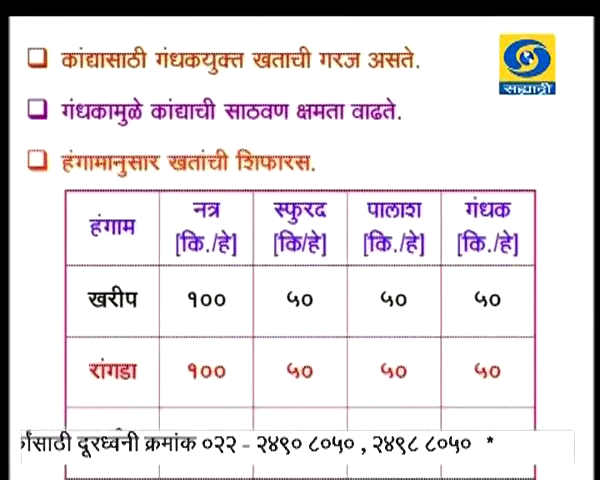 कांद्यासाठी गंधकयुक्त खताची गरज असते.
सह्याद्री
गंधकामुळे कांद्याची साठवण क्षमता वाढते.
हंगामानुसार खतांची शिफारस.
हंगाम नत्र [कि./हे] स्फुरद [कि/हे] पालाश [कि./हे] गंधक [कि./हे]
खरीप १०० ५० ५० ५०
रांगडा १०० ५० ५० ५०
दूरध्वनी क्रमांक ०२२ - २४९० ८०५० , २४९८ ८०५० *